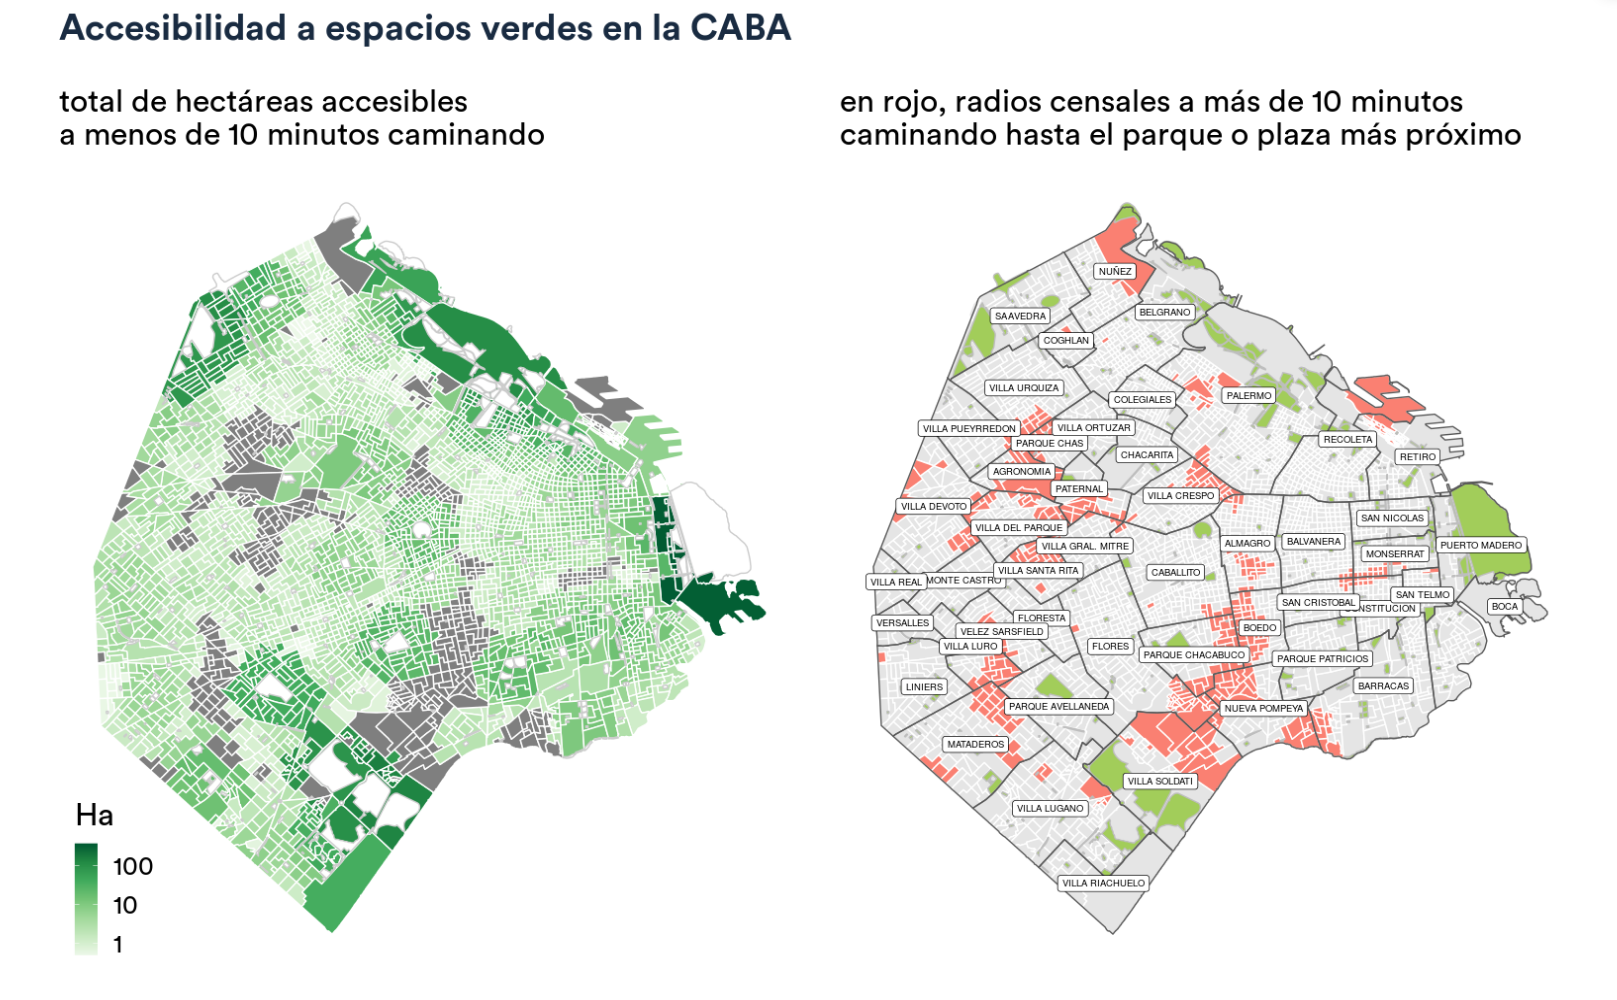 Accesibilidad a espacios verdes en la CABA
total de hectáreas accesibles
a menos de 10 minutos caminando
en rojo, radios censales a más de 10 minutos
caminando hasta el parque o plaza más próximo
Ha
100
10
1
NUÑEZ
SAAVEDRA
BELGRANO
COGHLAN
VILLA URQUIZA
COLEGIALES
PALERMO
VILLA PUEYRREDON
VILLA ORTUZAR
PARQUE CHAS
RECOLETA
CHACARITA
RETIRO
AGRONOMIA
PATERNAL
VILLA CRESPO
VILLA DEVOTO
SAN NICOLAS
VILLA DEL PARQUE
VILLA GRAL. MITRE
ALMAGRO
BALVANERA
PUERTO MADERO
MONSERRAT
VILLA SANTA RITA
CABALLITO
VILLA REAL
MONTE CASTRO
SAN TELMO
SAN CRISTOBAL
ONSTITUCION
BOCA
VERSALLES
FLORESTA
VELEZ SARSFIELD
BOEDO
VILLA LURO
FLORES
PARQUE CHACABUCO
PARQUE PATRICIOS
LINIERS
BARRACAS
PARQUE AVELLANEDA
NUEVA POMPEYA
MATADEROS
VILLA SOLDATI
VILLA LUGANO
VILLA RIACHUELO